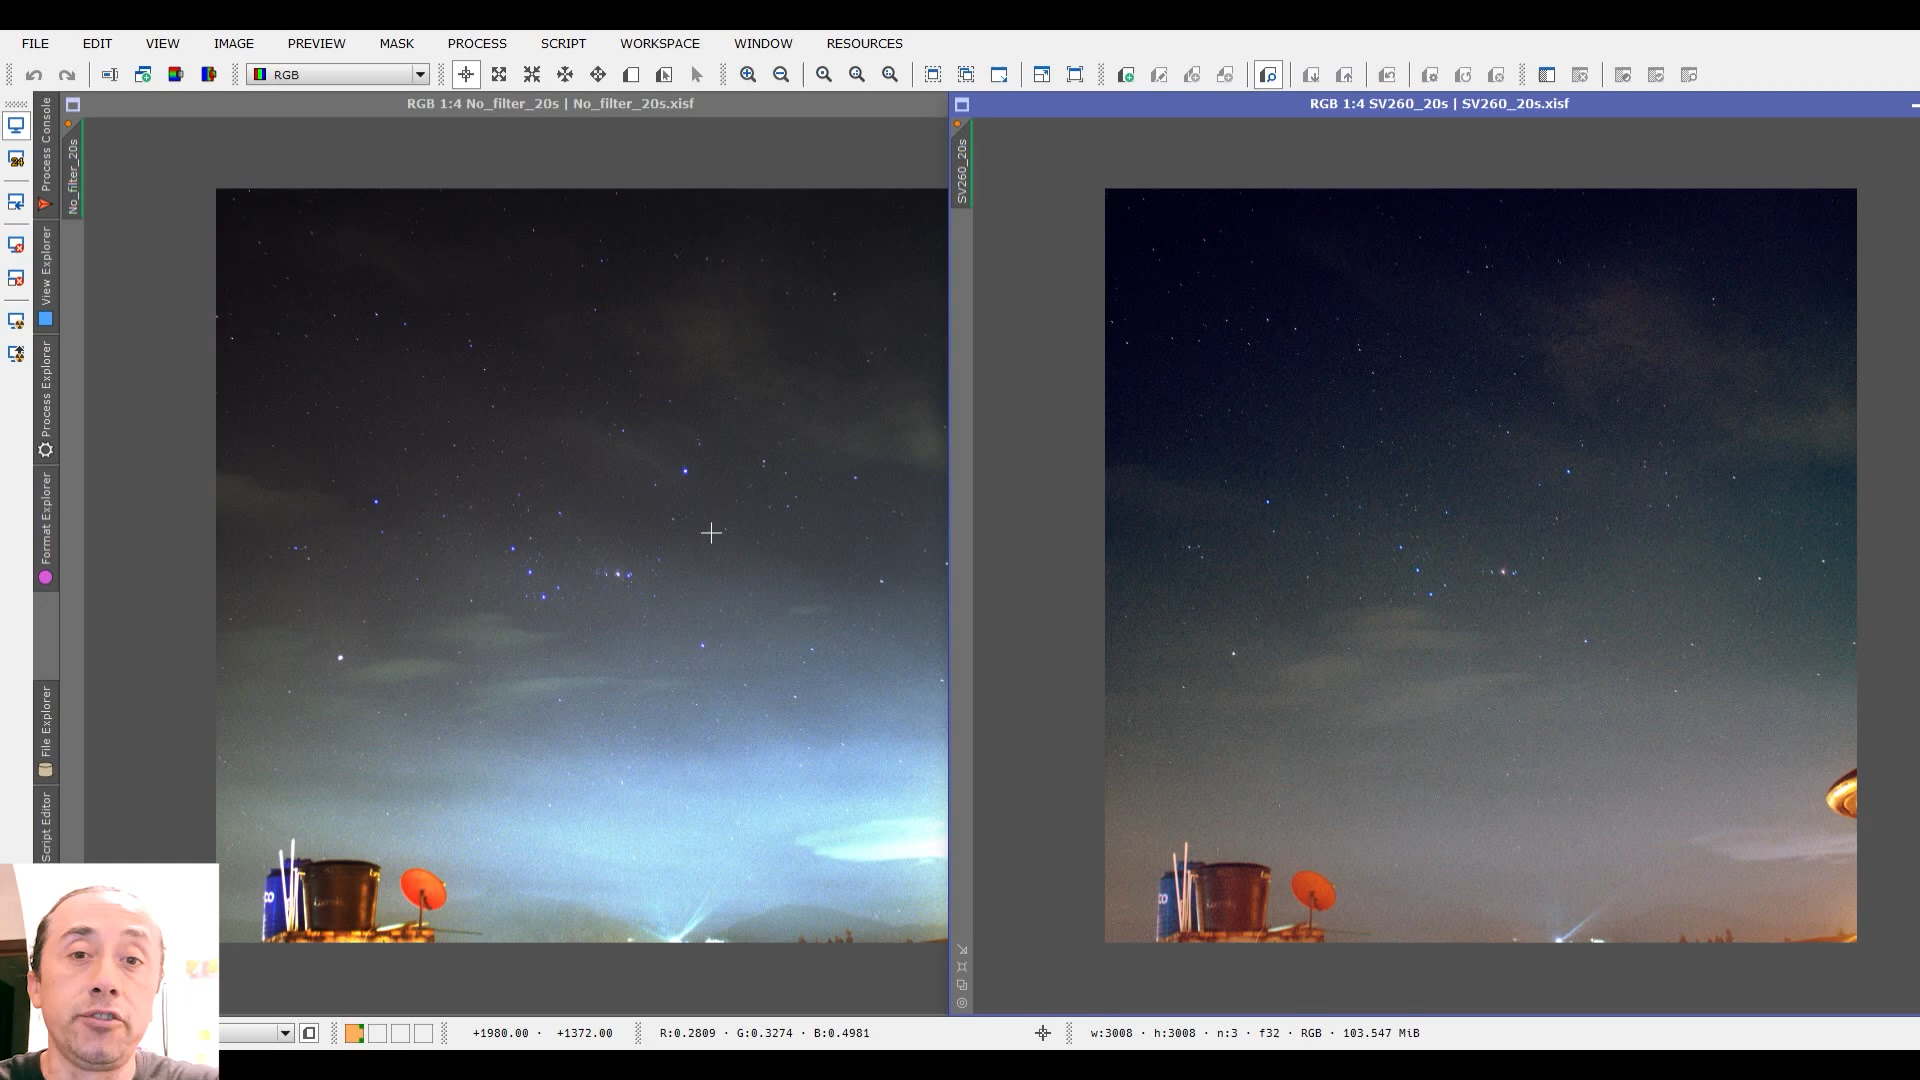 FILE EDIT VIEW IMAGE PREVIEW MASK PROCESS SCRIPT WORKSPACE WINDOW RESOURCES
RGB
RGB 1:4 No_filter_20s | No_filter_20s.xisf
RGB 1:4 SV260_20s | SV260_20s.xisf
24
Process Console
View Explorer
Process Explorer
Format Explorer
File Explorer
Script Editor
No_filter_20s
SV260_20s
+1980.00 · +1372.00
R:0.2809 · G:0.3274 · B:0.4981
w:3008 · h:3008 · n:3 · f32 · RGB · 103.547 MiB